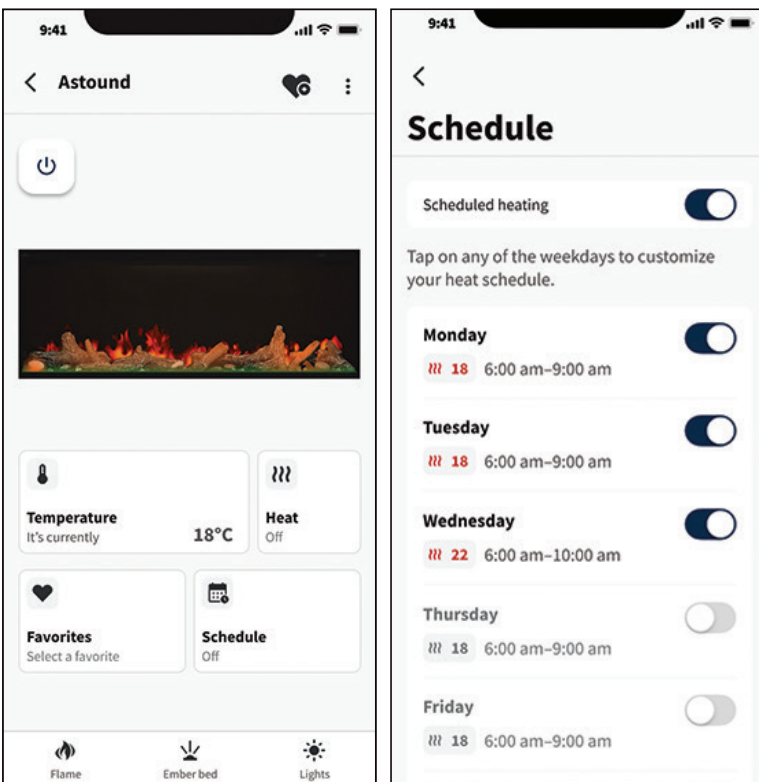 9:41
Astound
Temperature
It's currently
18°C
Heat
Off
Favorites
Select a favorite
Schedule
Off
Flame
Ember bed
Lights
9:41
Schedule
Scheduled heating
Tap on any of the weekdays to customize
your heat schedule.
Monday
18 6:00 am–9:00 am
Tuesday
18 6:00 am–9:00 am
Wednesday
22 6:00 am–10:00 am
Thursday
18 6:00 am–9:00 am
Friday
18 6:00 am–9:00 am